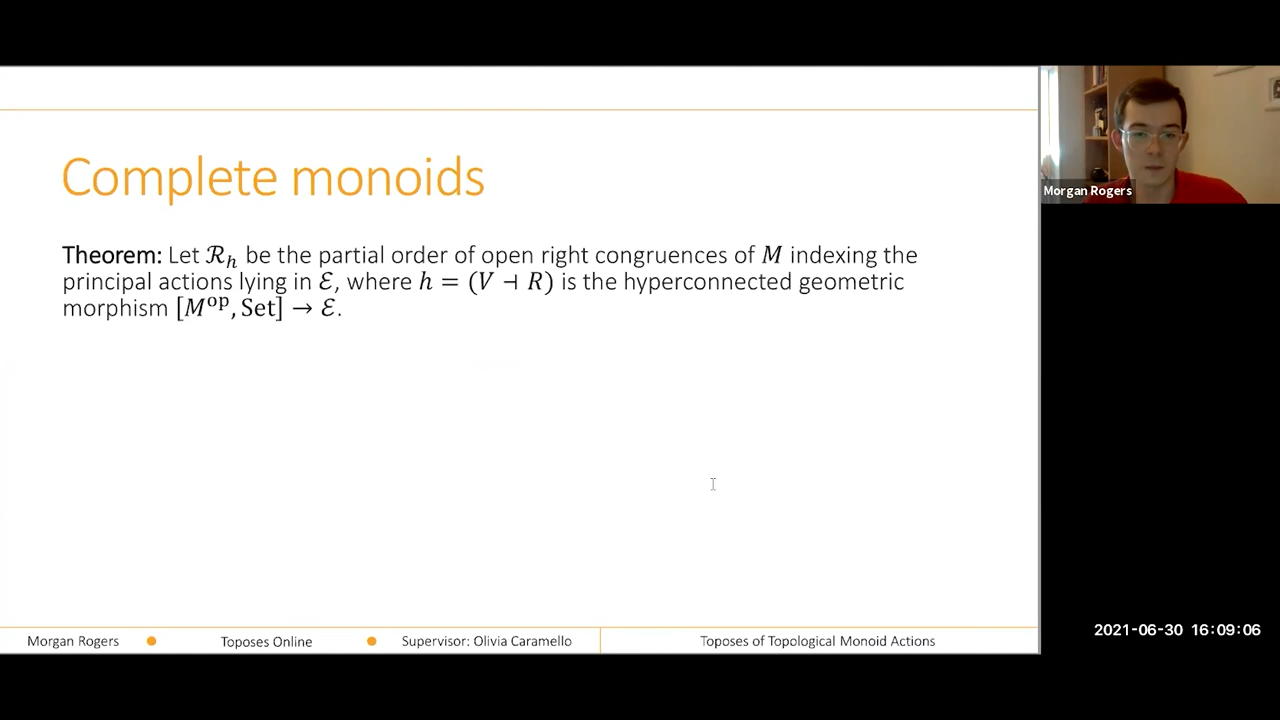 Complete monoids
Theorem: Let ℛₕ be the partial order of open right congruences of 𝑀 indexing the
principal actions lying in ℰ, where ℎ = (𝑉 ⊣ 𝑅) is the hyperconnected geometric
morphism [𝑀ᵒᵖ, Set] → ℰ.
Morgan Rogers
Morgan Rogers ● Toposes Online ● Supervisor: Olivia Caramello Toposes of Topological Monoid Actions
2021-06-30 16:09:06